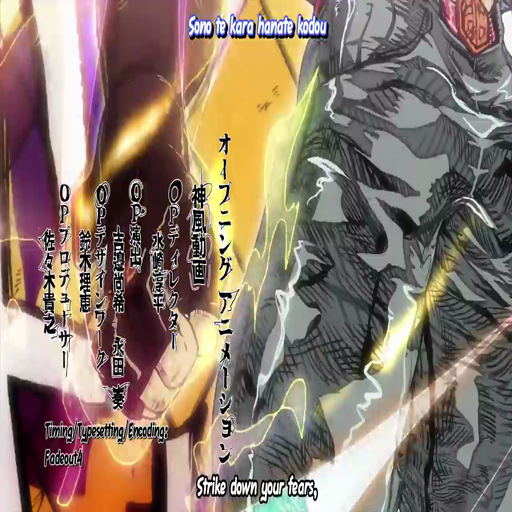 Sono te kara hanate kodou
オープニングアニメーション
神風動画
OPディレクター
水崎淳平
OP演出
吉邉尚希 水田 奏
OPデザインワーク
鈴木理恵
OPプロデューサー
佐々木貴之
Timing/Typesetting/Encoding:
Fadeout4
Strike down your fears,